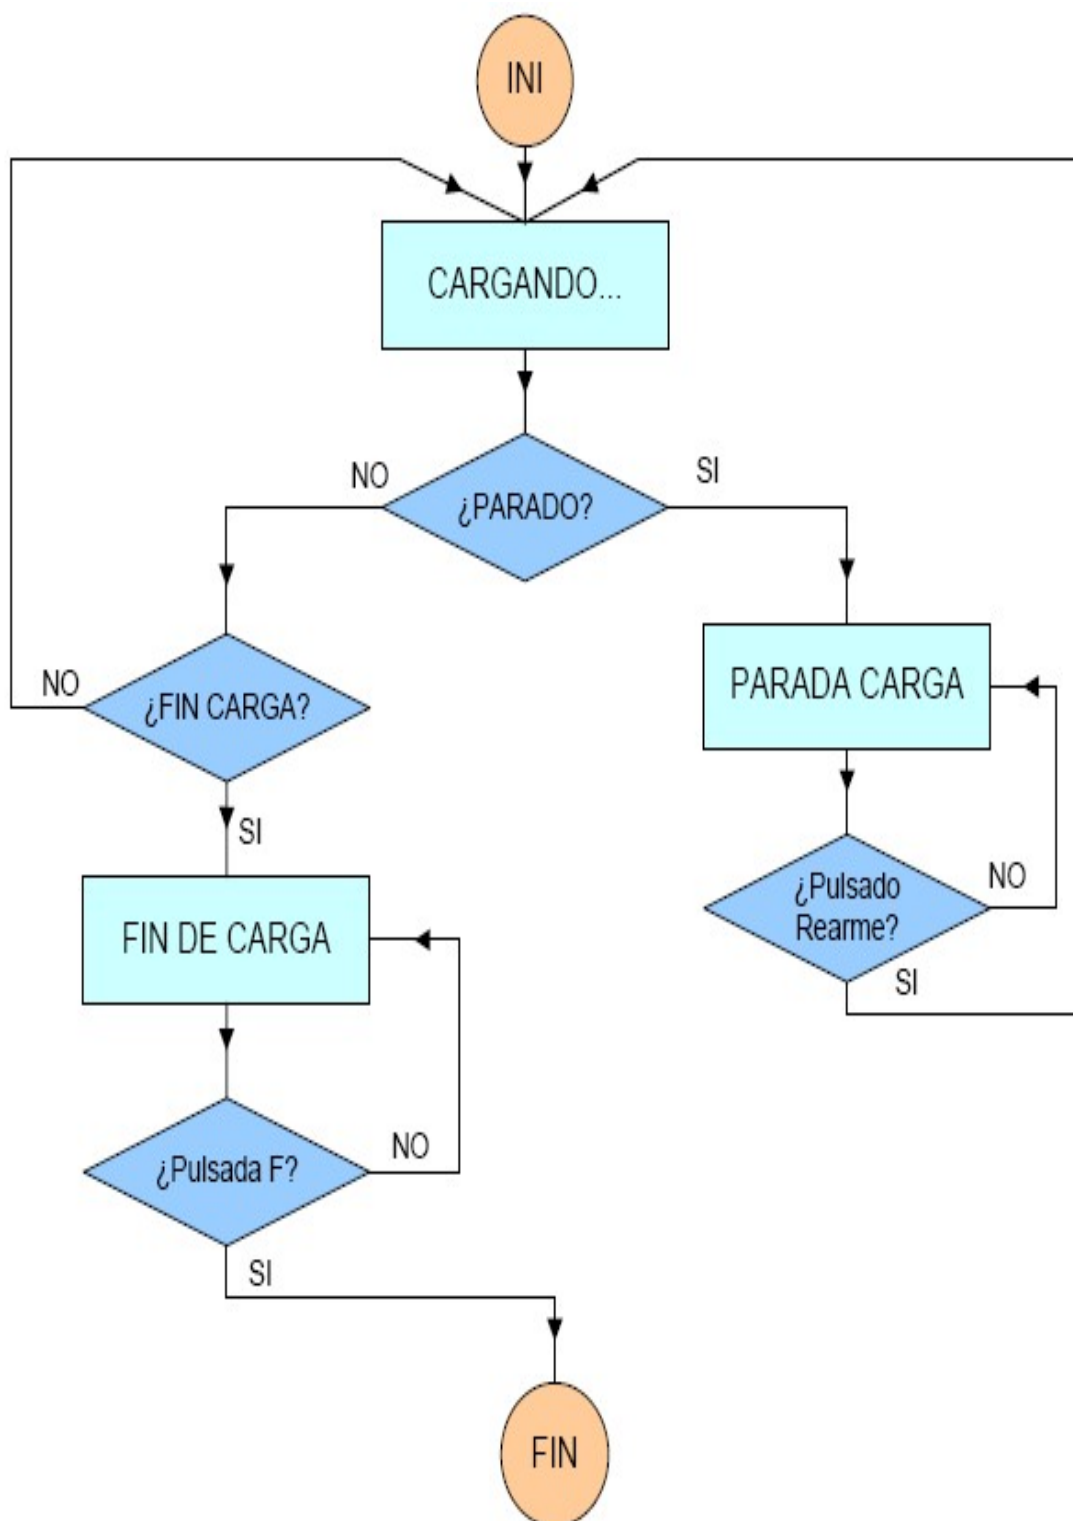 INI
CARGANDO...
NO
SI
¿PARADO?
NO
¿FIN CARGA?
PARADA CARGA
SI
¿Pulsado
Rearme?
NO
FIN DE CARGA
SI
¿Pulsada F?
NO
SI
FIN